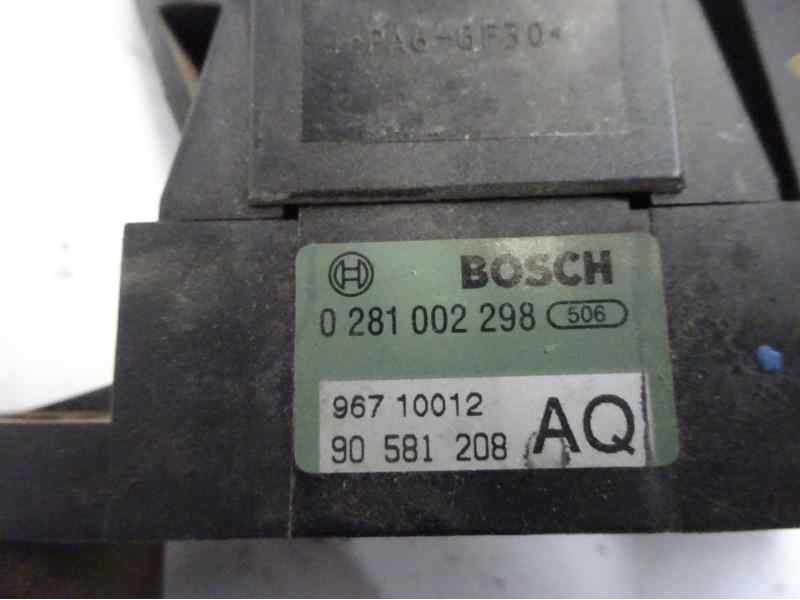 >PA6-GF30<
BOSCH
0 281 002 298 506
967 10012
90 581 208 AQ